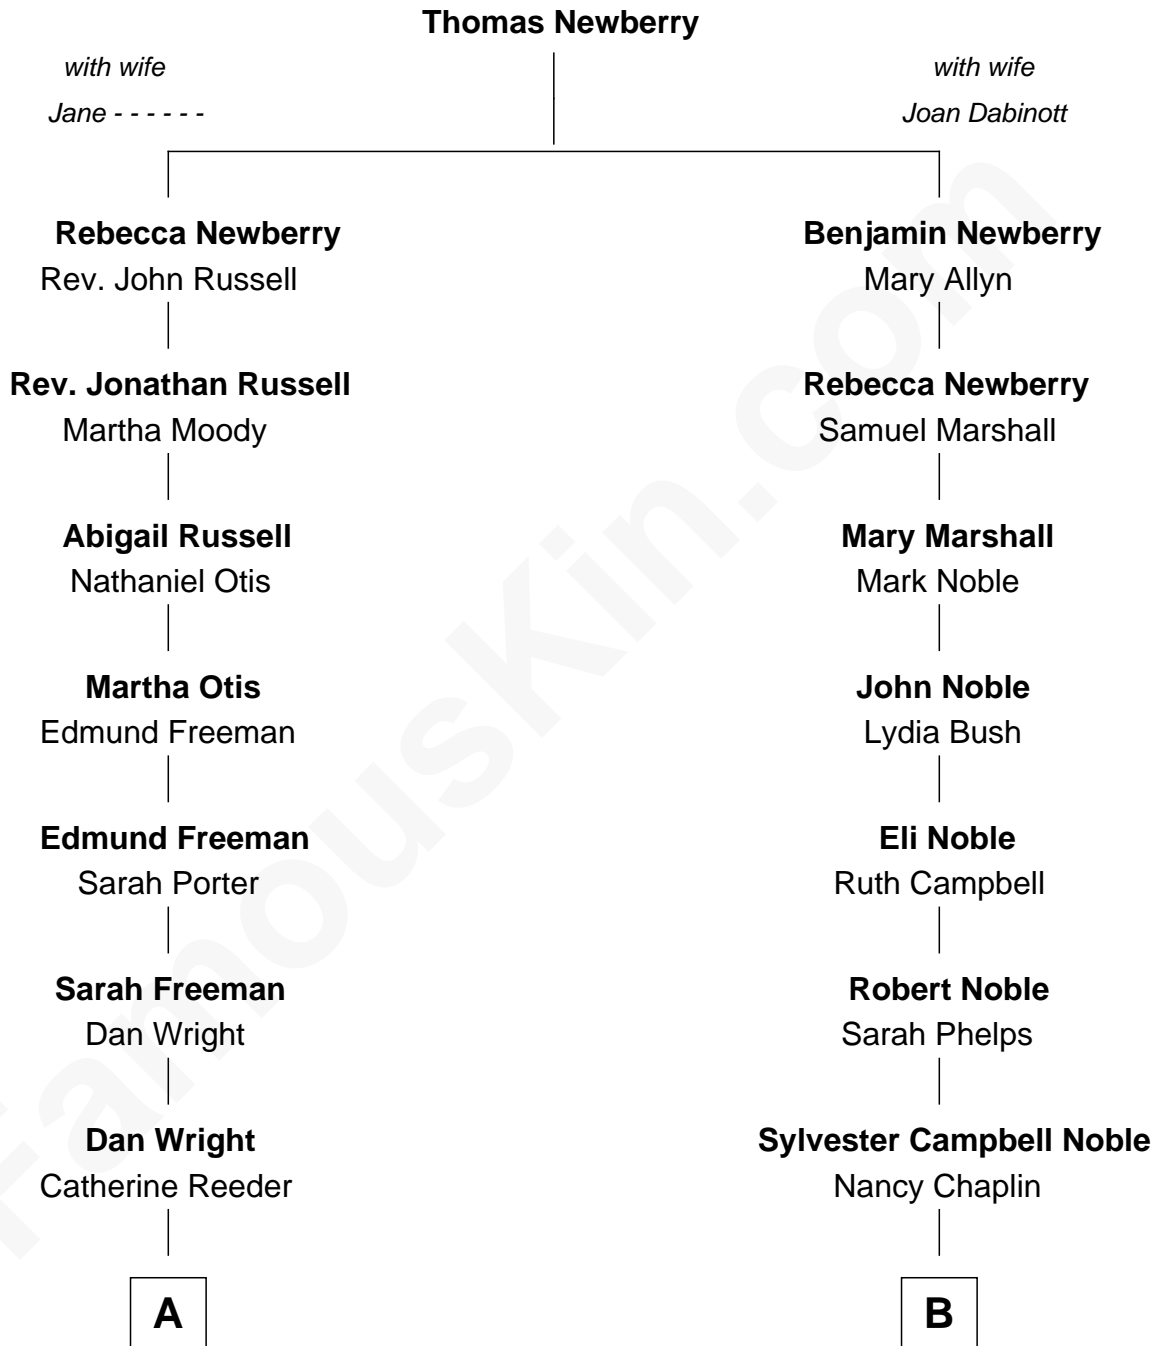 Thomas Newberry
with wife
Jane - - - - - -
with wife
Joan Dabinott
Rebecca Newberry
Rev. John Russell
Benjamin Newberry
Mary Allyn
Rev. Jonathan Russell
Martha Moody
Rebecca Newberry
Samuel Marshall
Abigail Russell
Nathaniel Otis
Mary Marshall
Mark Noble
Martha Otis
Edmund Freeman
John Noble
Lydia Bush
Edmund Freeman
Sarah Porter
Eli Noble
Ruth Campbell
Sarah Freeman
Dan Wright
Robert Noble
Sarah Phelps
Dan Wright
Catherine Reeder
Sylvester Campbell Noble
Nancy Chaplin
A
B
FamousKin.com